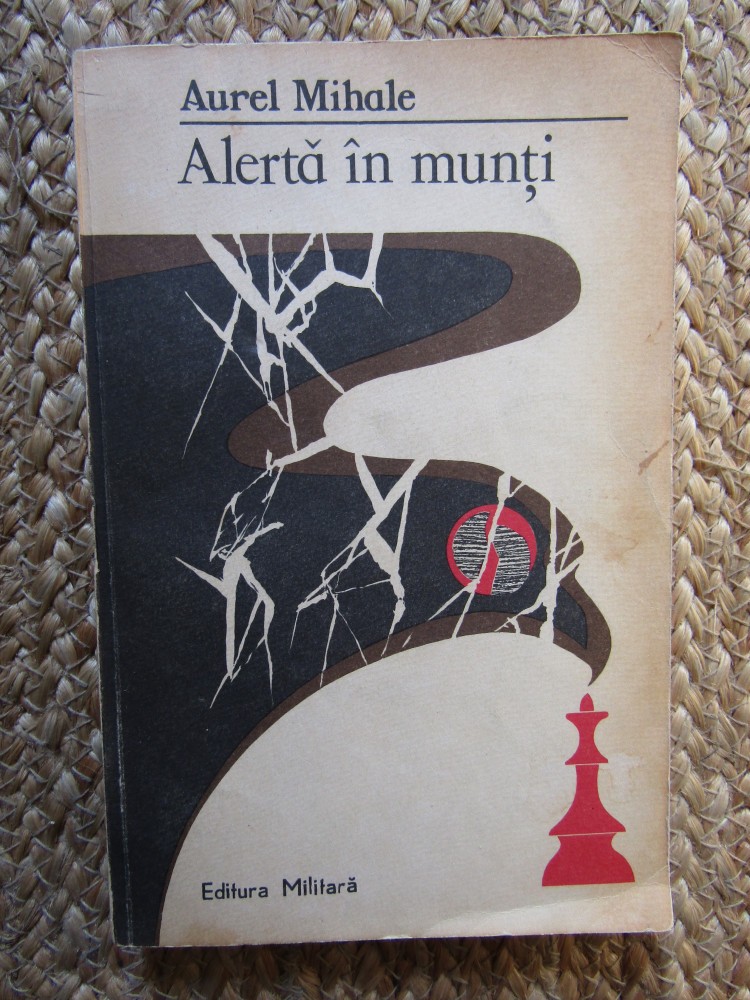 Aurel Mihale
Alertă în munți
Editura Militară